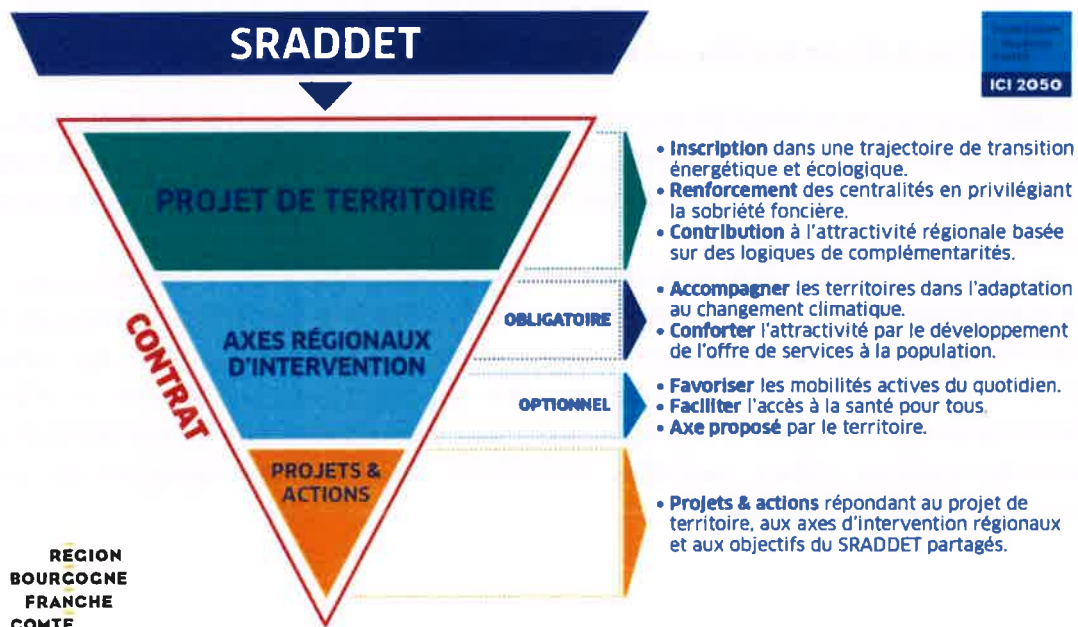 SRADDET
ICI 2050
PROJET DE TERRITOIRE
• Inscription dans une trajectoire de transition
énergétique et écologique.
• Renforcement des centralités en privilégiant
la sobriété foncière.
• Contribution à l'attractivité régionale basée
sur des logiques de complémentarités.
CONTRAT
AXES RÉGIONAUX
D'INTERVENTION
OBLIGATOIRE
• Accompagner les territoires dans l'adaptation
au changement climatique.
• Conforter l'attractivité par le développement
de l'offre de services à la population.
OPTIONNEL
• Favoriser les mobilités actives du quotidien.
• Faciliter l'accès à la santé pour tous.
• Axe proposé par le territoire.
PROJETS &
ACTIONS
• Projets & actions répondant au projet de
territoire, aux axes d'intervention régionaux
et aux objectifs du SRADDET partagés.
RÉGION
BOURGOGNE
FRANCHE
COMTE